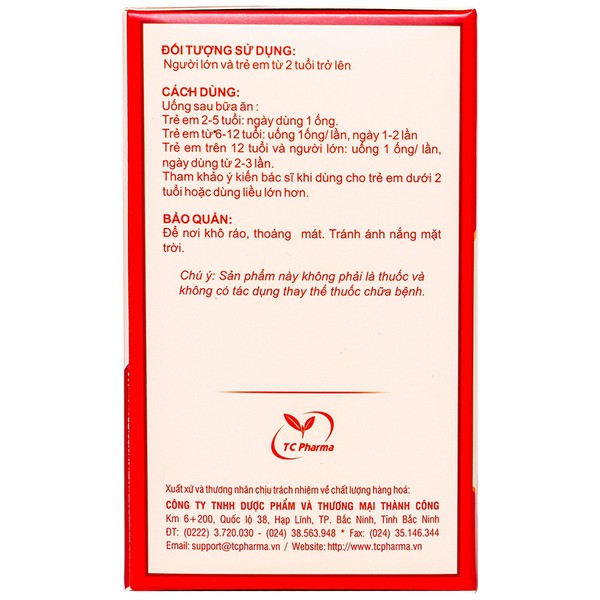 ĐỐI TƯỢNG SỬ DỤNG:
Người lớn và trẻ em từ 2 tuổi trở lên
CÁCH DÙNG:
Uống sau bữa ăn :
Trẻ em 2-5 tuổi: ngày dùng 1 ống.
Trẻ em từ 6-12 tuổi: uống 1ống/ lần, ngày 1-2 lần
Trẻ em trên 12 tuổi và người lớn: uống 1 ống/ lần,
ngày dùng từ 2-3 lần.
Tham khảo ý kiến bác sĩ khi dùng cho trẻ em dưới 2
tuổi hoặc dùng liều lớn hơn.
BẢO QUẢN:
Để nơi khô ráo, thoáng mát. Tránh ánh nắng mặt
trời.
Chú ý: Sản phẩm này không phải là thuốc và
không có tác dụng thay thế thuốc chữa bệnh.
TC Pharma
Xuất xứ và thương nhân chịu trách nhiệm về chất lượng hàng hoá:
CÔNG TY TNHH DƯỢC PHẨM VÀ THƯƠNG MẠI THÀNH CÔNG
Km 6+200, Quốc lộ 38, Hạp Lĩnh, TP. Bắc Ninh, Tỉnh Bắc Ninh
ĐT: (0222) 3.720.030 - (024) 38.563.948 * Fax: (024) 35.146.344
Email: support@tcpharma.vn / Website: http://www.tcpharma.vn